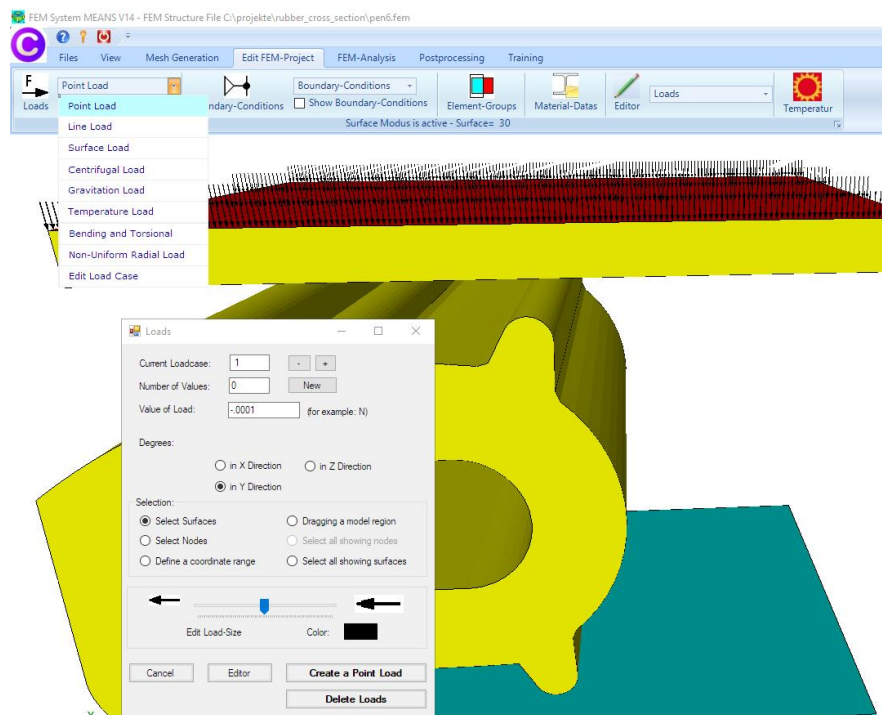 FEM System MEANS V14 - FEM Structure File C:\projekte\rubber_cross_section\pen6.fem
Files View Mesh Generation Edit FEM-Project FEM-Analysis Postprocessing Training
F
Point Load Boundary-Conditions
Loads ndary-Conditions Show Boundary-Conditions Element-Groups Material-Datas Editor Loads Temperatur
Surface Modus is active - Surface= 30
Point Load
Line Load
Surface Load
Centrifugal Load
Gravitation Load
Temperature Load
Bending and Torsional
Non-Uniform Radial Load
Edit Load Case
Loads
Current Loadcase: 1 - +
Number of Values: 0 New
Value of Load: -.0001 (for example: N)
Degrees:
in X Direction in Z Direction
in Y Direction
Selection:
Select Surfaces Dragging a model region
Select Nodes Select all showing nodes
Define a coordinate range Select all showing surfaces
Edit Load-Size Color:
Cancel Editor Create a Point Load
Delete Loads